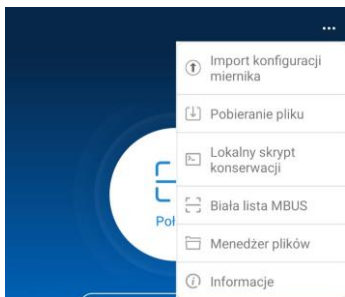 ...
Import konfiguracji
miernika
Pobieranie pliku
Lokalny skrypt
konserwacji
Biała lista MBUS
Poł
Menedżer plików
Informacje